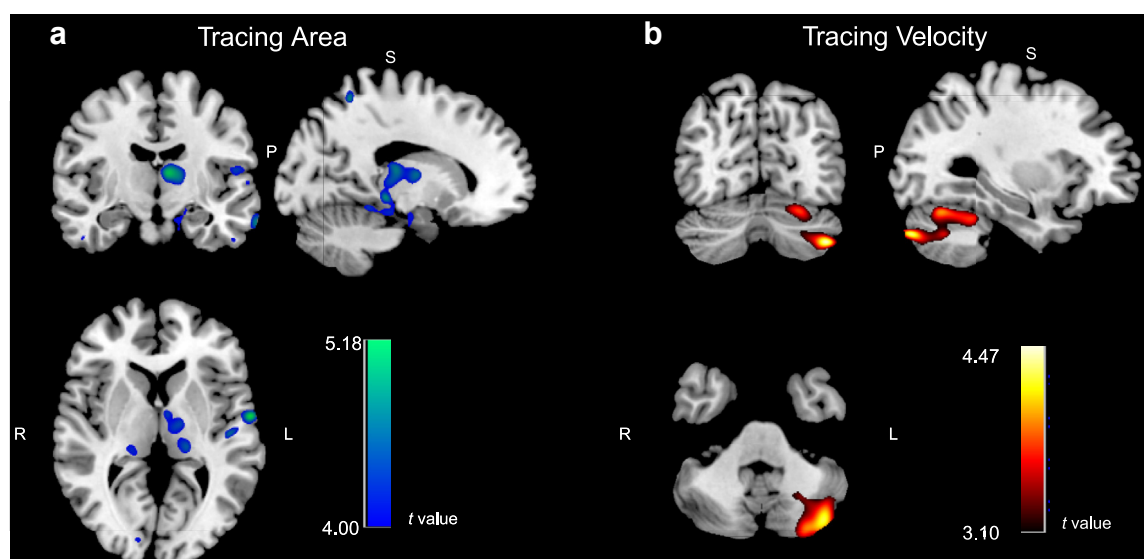 a
Tracing Area
S
P
R
L
5.18
4.00
t value
b
Tracing Velocity
S
P
R
L
4.47
3.10
t value